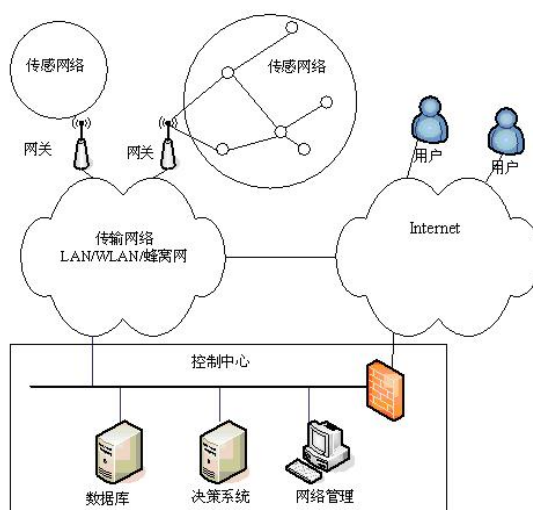 传感网络
传感网络
网关
网关
用户
用户
传输网络
LAN/WLAN/蜂窝网
Internet
控制中心
数据库
决策系统
网络管理